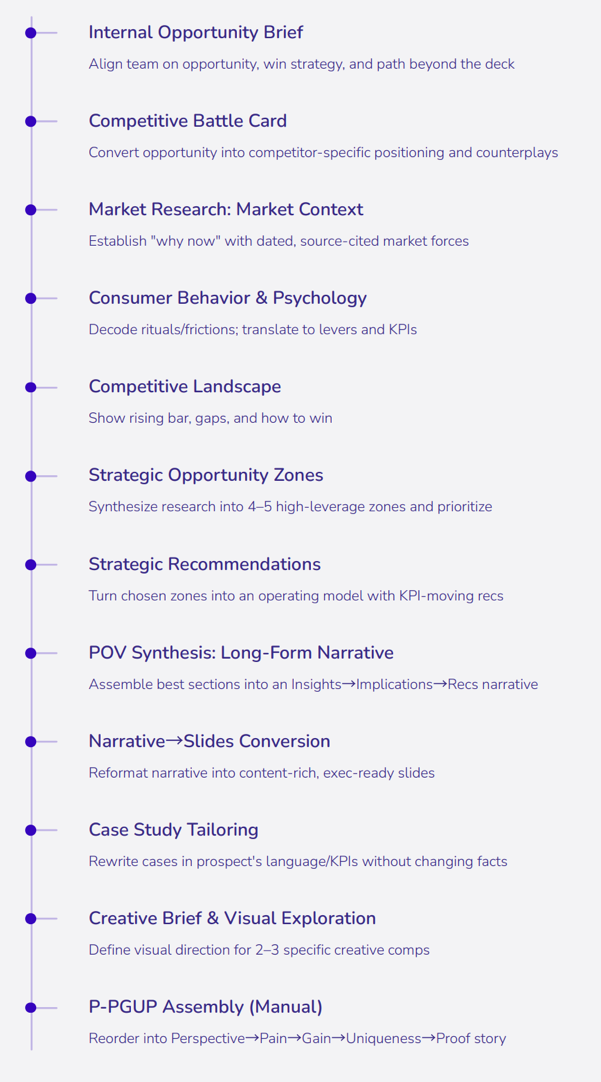 Internal Opportunity Brief
Align team on opportunity, win strategy, and path beyond the deck
Competitive Battle Card
Convert opportunity into competitor-specific positioning and counterplays
Market Research: Market Context
Establish "why now" with dated, source-cited market forces
Consumer Behavior & Psychology
Decode rituals/frictions; translate to levers and KPIs
Competitive Landscape
Show rising bar, gaps, and how to win
Strategic Opportunity Zones
Synthesize research into 4–5 high-leverage zones and prioritize
Strategic Recommendations
Turn chosen zones into an operating model with KPI-moving recs
POV Synthesis: Long-Form Narrative
Assemble best sections into an Insights→Implications→Recs narrative
Narrative→Slides Conversion
Reformat narrative into content-rich, exec-ready slides
Case Study Tailoring
Rewrite cases in prospect's language/KPIs without changing facts
Creative Brief & Visual Exploration
Define visual direction for 2–3 specific creative comps
P-PGUP Assembly (Manual)
Reorder into Perspective→Pain→Gain→Uniqueness→Proof story